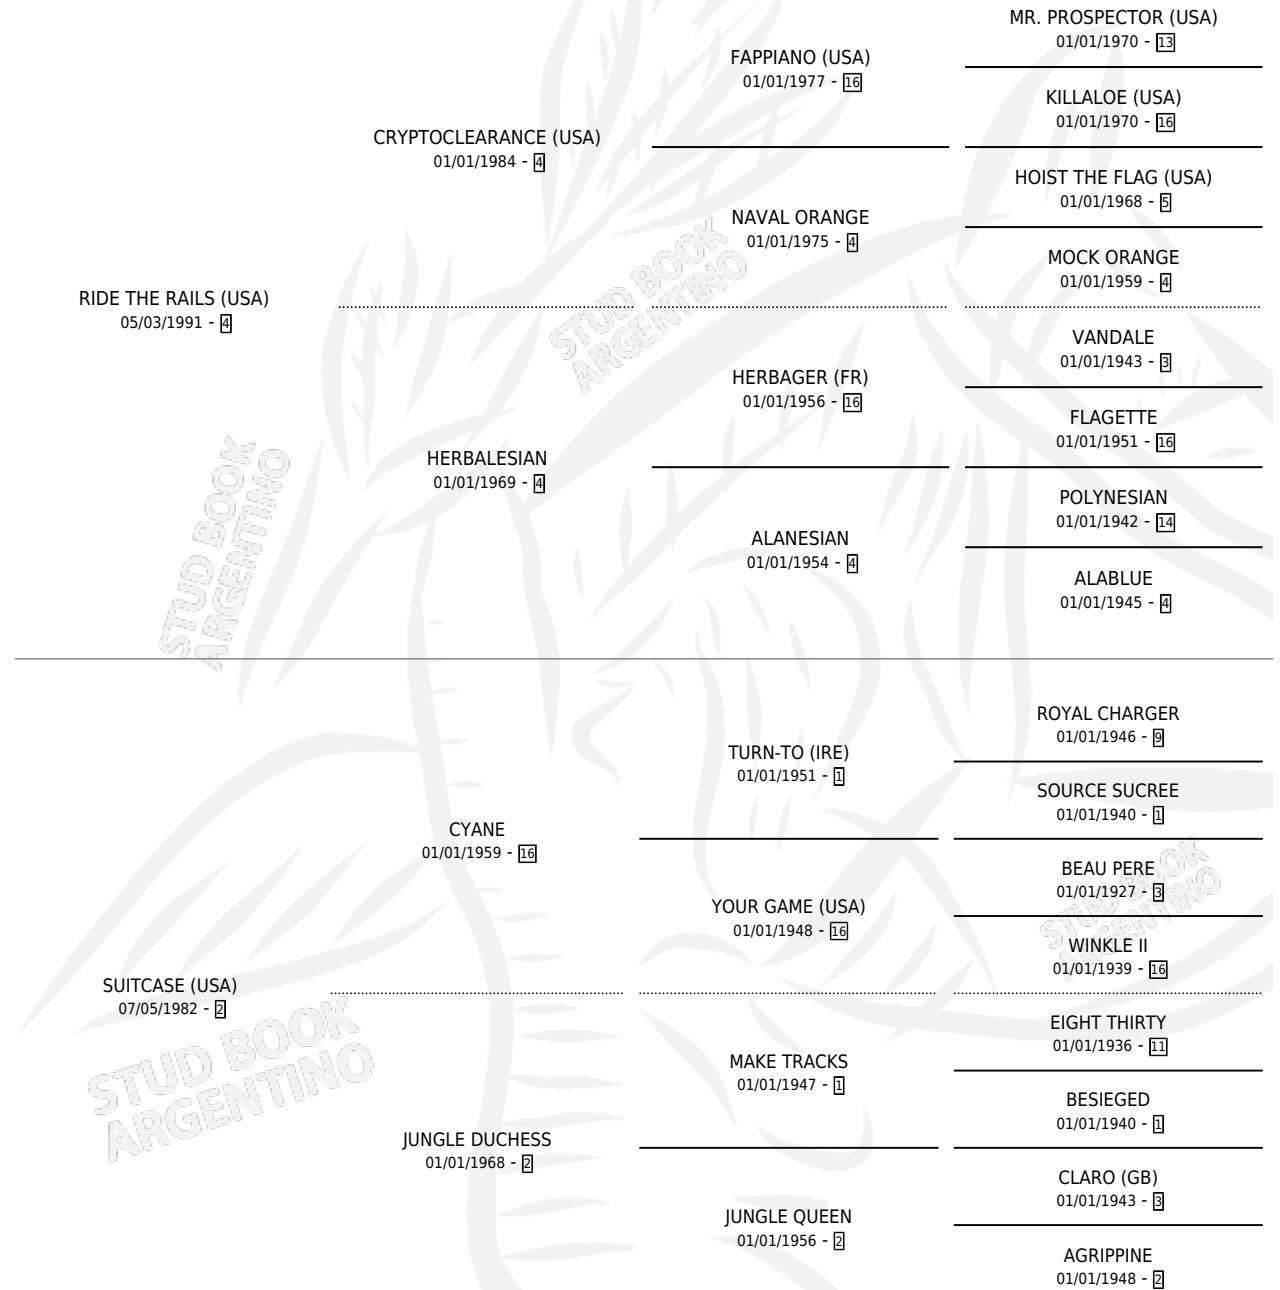 MR. PROSPECTOR (USA)
01/01/1970 - 13
FAPPIANO (USA)
01/01/1977 - 16
KILLALOE (USA)
01/01/1970 - 16
CRYPTOCLEARANCE (USA)
01/01/1984 - 4
HOIST THE FLAG (USA)
01/01/1968 - 5
NAVAL ORANGE
01/01/1975 - 4
MOCK ORANGE
01/01/1959 - 4
RIDE THE RAILS (USA)
05/03/1991 - 4
STUD BOOK
ARGENTINO
VANDALE
01/01/1943 - 3
HERBAGER (FR)
01/01/1956 - 16
FLAGETTE
01/01/1951 - 16
HERBALESIAN
01/01/1969 - 4
POLYNESIAN
01/01/1942 - 14
ALANESIAN
01/01/1954 - 4
ALABLUE
01/01/1945 - 4
STUD BOOK
ARGENTINO
ROYAL CHARGER
01/01/1946 - 9
TURN-TO (IRE)
01/01/1951 - 1
SOURCE SUCREE
01/01/1940 - 1
CYANE
01/01/1959 - 16
BEAU PERE
01/01/1927 - 3
YOUR GAME (USA)
01/01/1948 - 16
STUD BOOK
ARGENTINO
WINKLE II
01/01/1939 - 16
SUITCASE (USA)
07/05/1982 - 2
EIGHT THIRTY
01/01/1936 - 11
STUD BOOK
ARGENTINO
MAKE TRACKS
01/01/1947 - 1
BESIEGED
01/01/1940 - 1
JUNGLE DUCHESS
01/01/1968 - 2
CLARO (GB)
01/01/1943 - 3
JUNGLE QUEEN
01/01/1956 - 2
AGRIPPINE
01/01/1948 - 2